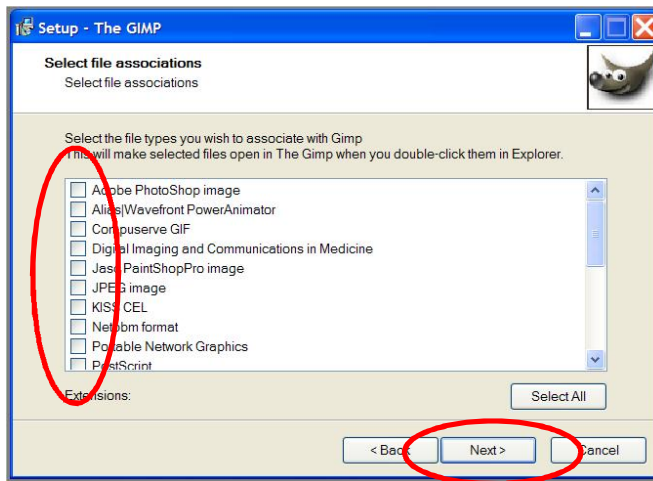 Setup - The GIMP
Select file associations
Select file associations
Select the file types you wish to associate with Gimp
This will make selected files open in The Gimp when you double-click them in Explorer.
Adobe PhotoShop image
Alias|Wavefront PowerAnimator
Compuserve GIF
Digital Imaging and Communications in Medicine
Jasc PaintShopPro image
JPEG image
KISS CEL
Netpbm format
Portable Network Graphics
PostScript
Extensions:
Select All
< Back
Next >
Cancel